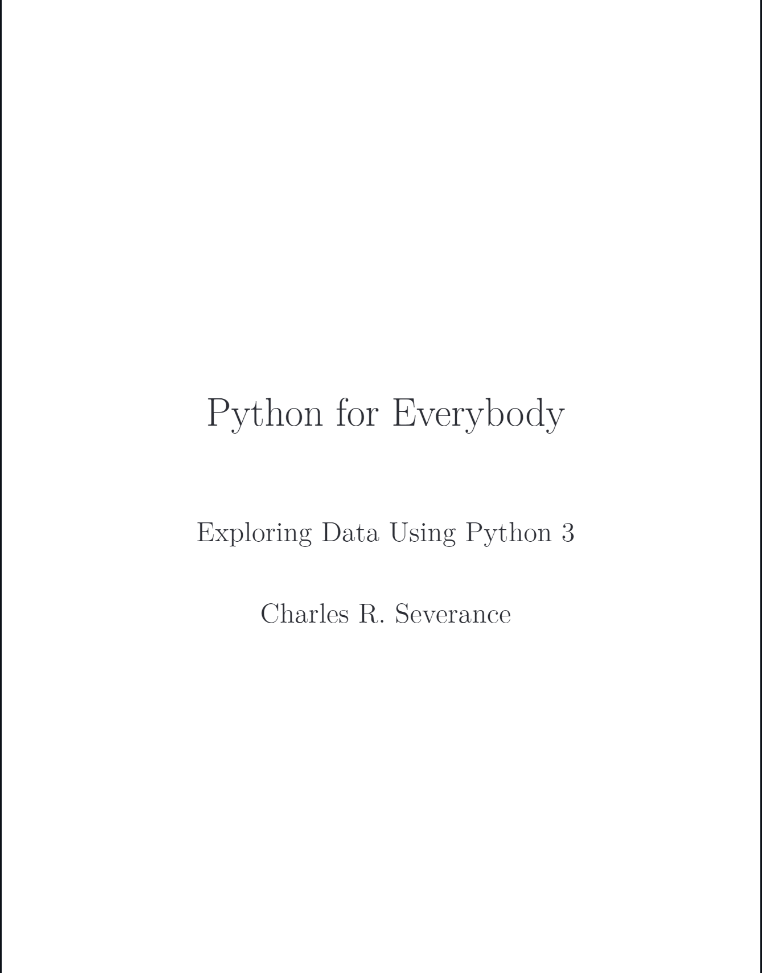 Python for Everybody
Exploring Data Using Python 3
Charles R. Severance